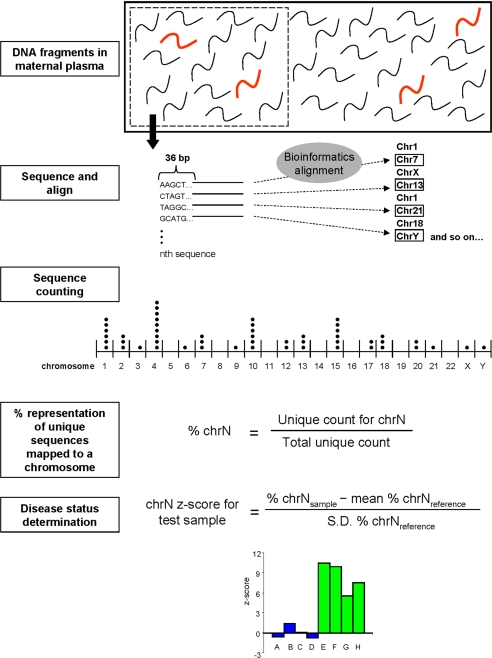 DNA fragments in
maternal plasma
Sequence and
align
36 bp
AAGCT...
CTAGT...
TAGGC...
GCATG...
nth sequence
Bioinformatics
alignment
Chr1
Chr7
ChrX
Chr13
Chr1
Chr21
Chr18
ChrY and so on...
Sequence
counting
chromosome 1 2 3 4 5 6 7 8 9 10 11 12 13 14 15 16 17 18 19 20 21 22 X Y
% representation
of unique
sequences
mapped to a
chromosome
% chrN = Unique count for chrN
Total unique count
Disease status
determination
chrN z-score for
test sample
= % chrNsample – mean % chrNreference
S.D. % chrNreference
z-score
12
9
6
3
0
-3
A B C D E F G H